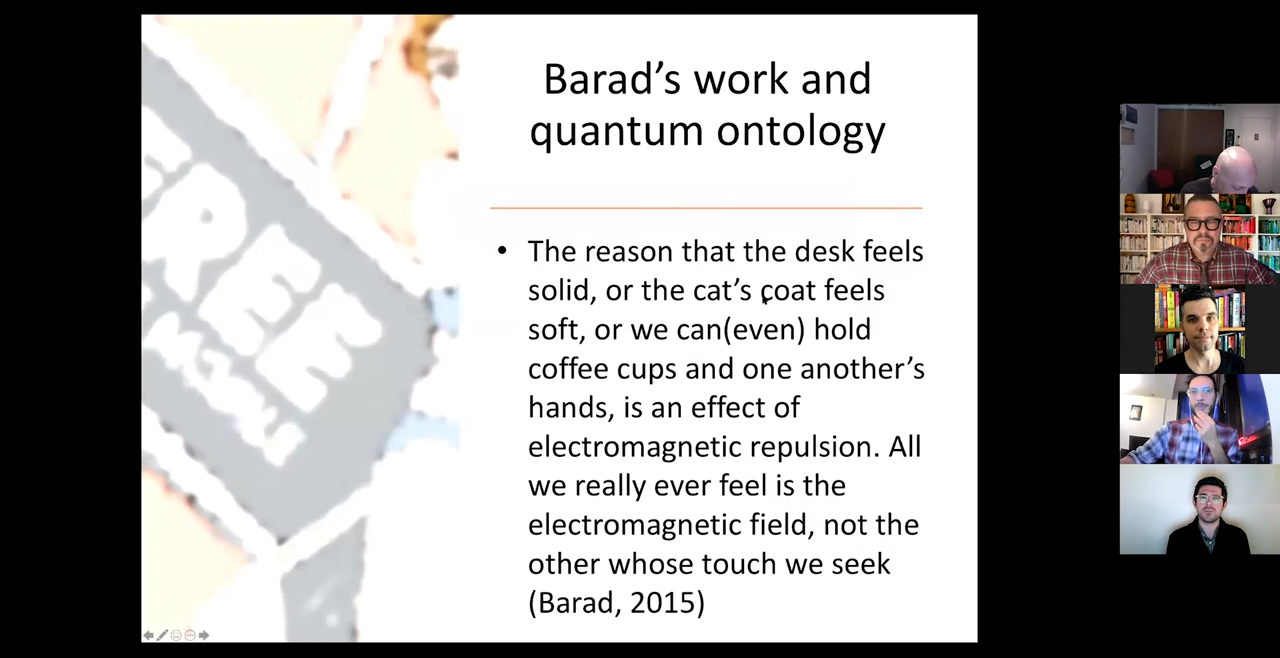 Barad’s work and
quantum ontology
• The reason that the desk feels
solid, or the cat’s coat feels
soft, or we can(even) hold
coffee cups and one another’s
hands, is an effect of
electromagnetic repulsion. All
we really ever feel is the
electromagnetic field, not the
other whose touch we seek
(Barad, 2015)